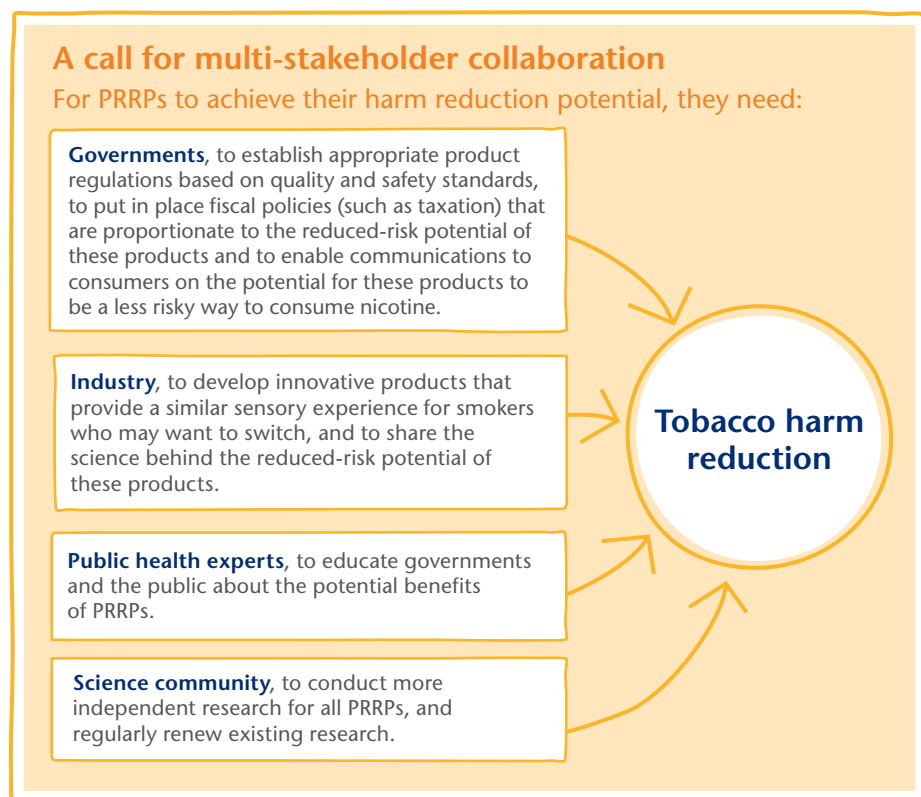 A call for multi-stakeholder collaboration
For PRRPs to achieve their harm reduction potential, they need:
Governments, to establish appropriate product
regulations based on quality and safety standards,
to put in place fiscal policies (such as taxation) that
are proportionate to the reduced-risk potential of
these products and to enable communications to
consumers on the potential for these products to
be a less risky way to consume nicotine.
Industry, to develop innovative products that
provide a similar sensory experience for smokers
who may want to switch, and to share the
science behind the reduced-risk potential of
these products.
Public health experts, to educate governments
and the public about the potential benefits
of PRRPs.
Science community, to conduct more
independent research for all PRRPs, and
regularly renew existing research.
Tobacco harm
reduction